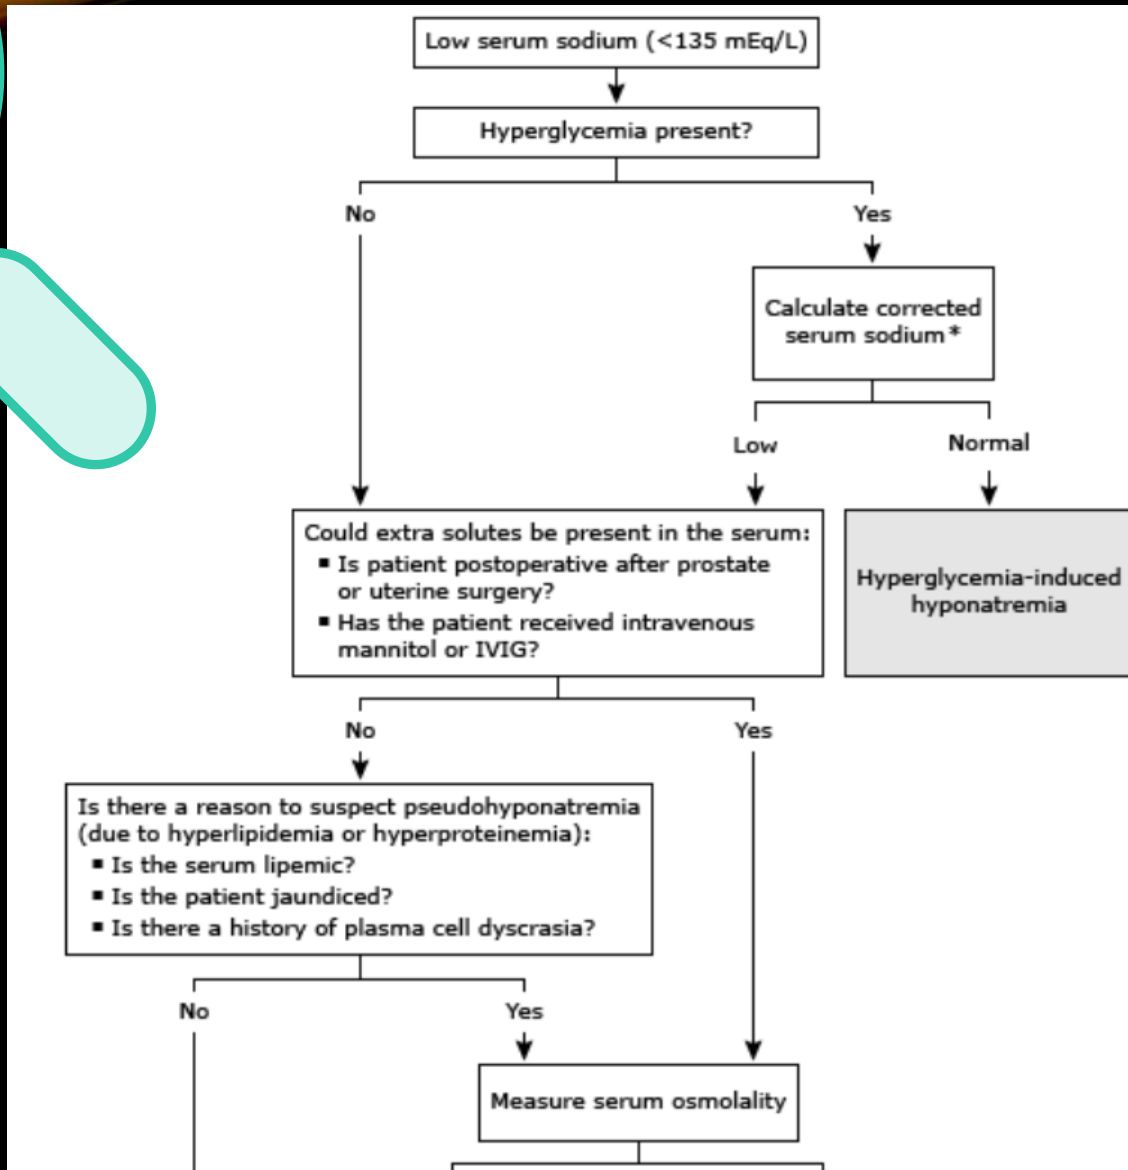 Low serum sodium (<135 mEq/L)
Hyperglycemia present?
No
Yes
Calculate corrected
serum sodium*
Low
Normal
Could extra solutes be present in the serum:
▪ Is patient postoperative after prostate
or uterine surgery?
▪ Has the patient received intravenous
mannitol or IVIG?
Hyperglycemia-induced
hyponatremia
No
Yes
Is there a reason to suspect pseudohyponatremia
(due to hyperlipidemia or hyperproteinemia):
▪ Is the serum lipemic?
▪ Is the patient jaundiced?
▪ Is there a history of plasma cell dyscrasia?
No
Yes
Measure serum osmolality